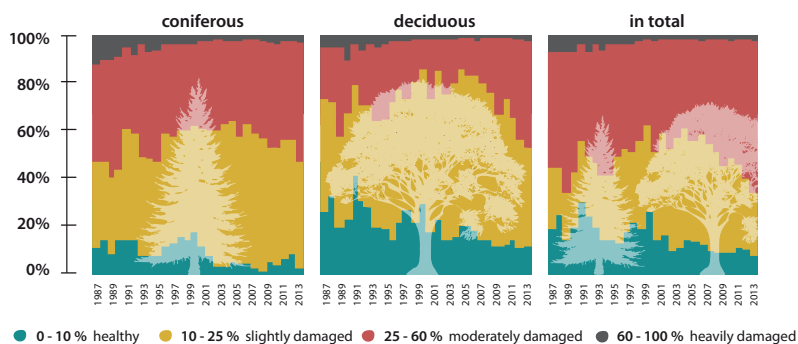 coniferous deciduous in total
100%
80%
60%
40%
20%
0%
1987 1989 1991 1993 1995 1997 1999 2001 2003 2005 2007 2009 2011 2013 1987 1989 1991 1993 1995 1997 1999 2001 2003 2005 2007 2009 2011 2013 1987 1989 1991 1993 1995 1997 1999 2001 2003 2005 2007 2009 2011 2013
0 - 10 % healthy 10 - 25 % slightly damaged 25 - 60 % moderately damaged 60 - 100 % heavily damaged